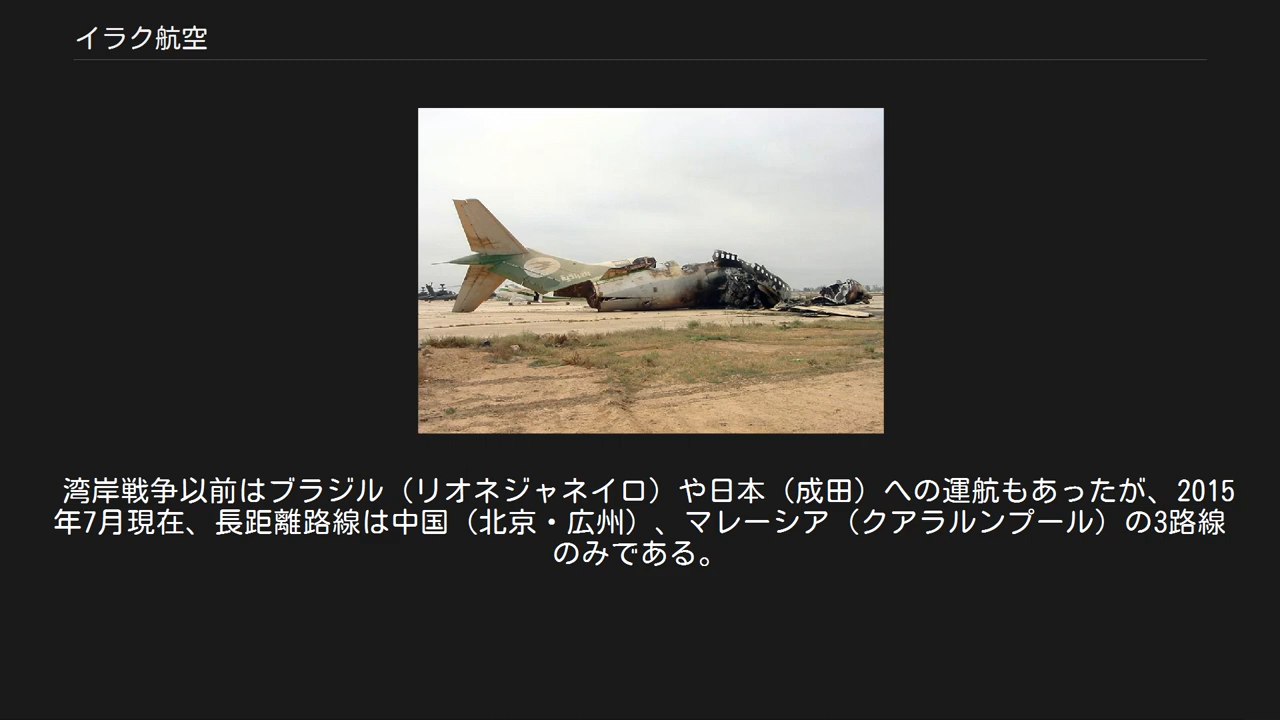 イラク航空
湾岸戦争以前はブラジル（リオネジャネイロ）や日本（成田）への運航もあったが、2015
年7月現在、長距離路線は中国（北京・広州）、マレーシア（クアラルンプール）の3路線
のみである。